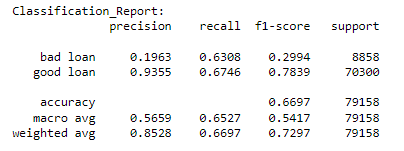 Classification_Report:
precision recall f1-score support
bad loan 0.1963 0.6308 0.2994 8858
good loan 0.9355 0.6746 0.7839 70300
accuracy 0.6697 79158
macro avg 0.5659 0.6527 0.5417 79158
weighted avg 0.8528 0.6697 0.7297 79158